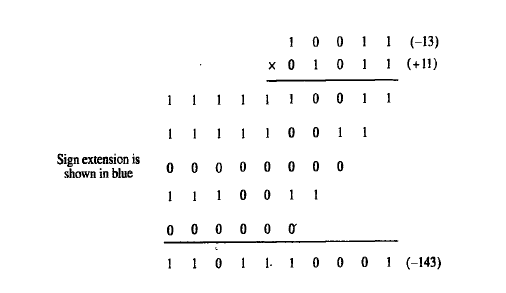 1 0 0 1 1 (−13)
× 0 1 0 1 1 (+11)
1 1 1 1 1 1 0 0 1 1
1 1 1 1 1 0 0 1 1
Sign extension is
shown in blue
0 0 0 0 0 0 0 0
1 1 1 0 0 1 1
0 0 0 0 0 0
1 1 0 1 1 1 0 0 0 1 (−143)